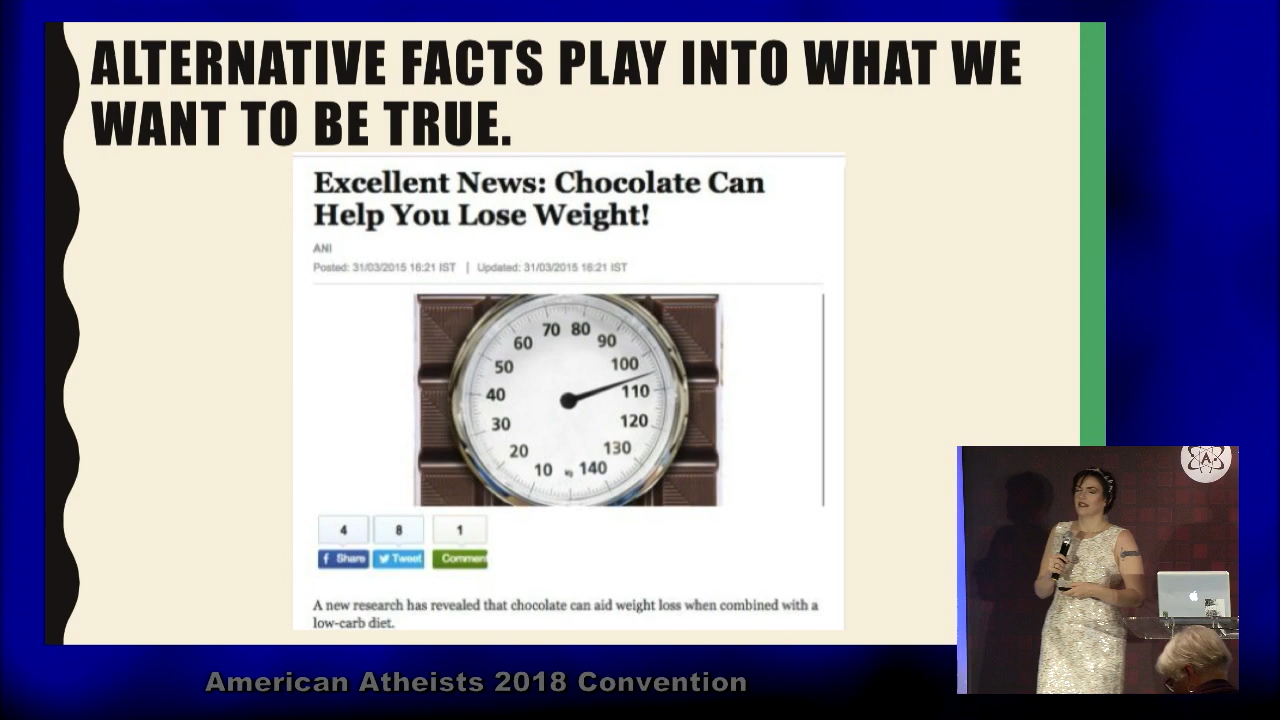 ALTERNATIVE FACTS PLAY INTO WHAT WE
WANT TO BE TRUE.
Excellent News: Chocolate Can
Help You Lose Weight!
ANI
Posted: 31/03/2015 16:21 IST | Updated: 31/03/2015 16:21 IST
70 80
60 90
50 100
40 110
30 120
20 130
10 kg 140
4 8 1
Share Tweet Comment
A new research has revealed that chocolate can aid weight loss when combined with a
low-carb diet.
A
American Atheists 2018 Convention